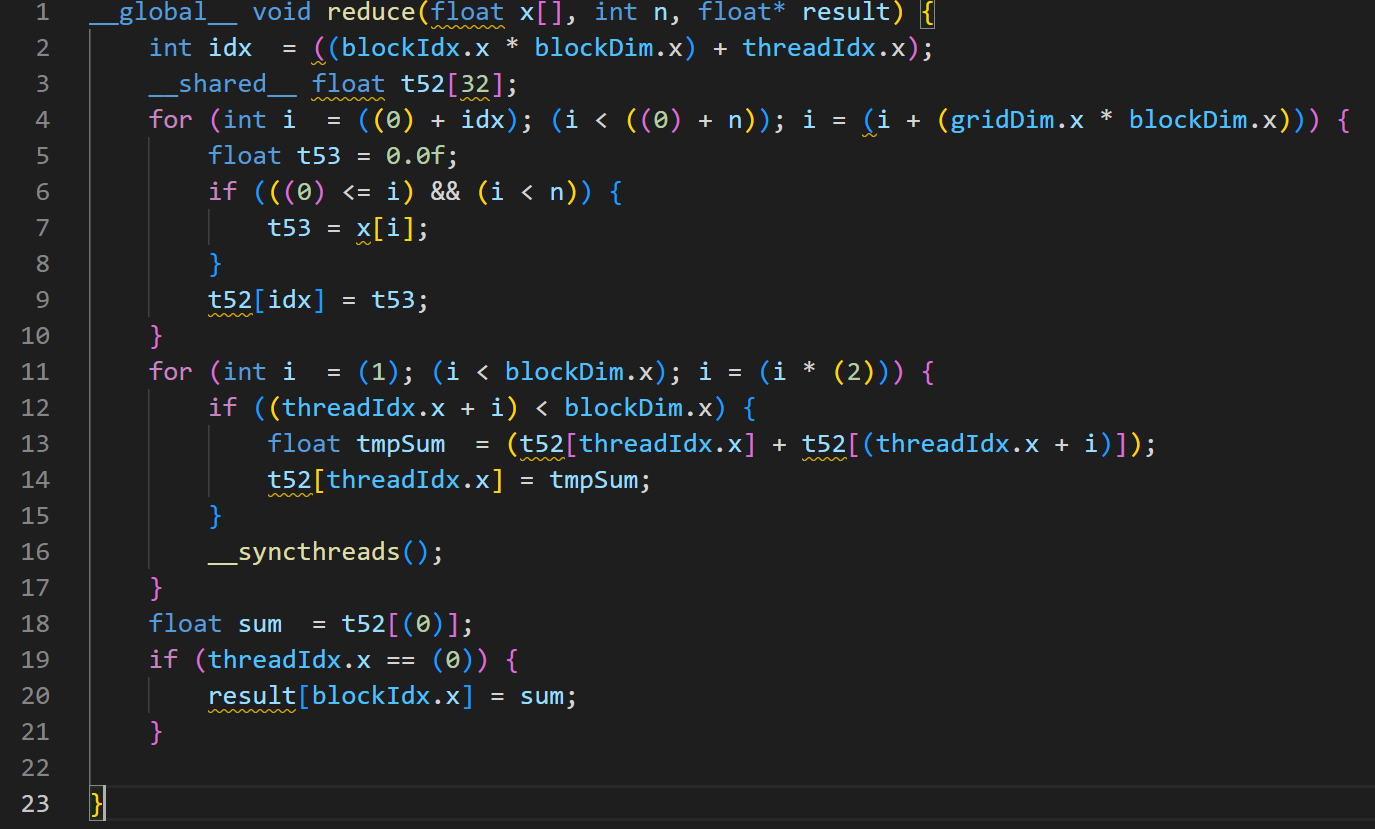 1 __global__ void reduce(float x[], int n, float* result) {
2     int idx  = ((blockIdx.x * blockDim.x) + threadIdx.x);
3     __shared__ float t52[32];
4     for (int i  = ((0) + idx); (i < ((0) + n)); i = (i + (gridDim.x * blockDim.x))) {
5         float t53 = 0.0f;
6         if (((0) <= i) && (i < n)) {
7             t53 = x[i];
8         }
9         t52[idx] = t53;
10     }
11     for (int i  = (1); (i < blockDim.x); i = (i * (2))) {
12         if ((threadIdx.x + i) < blockDim.x) {
13             float tmpSum  = (t52[threadIdx.x] + t52[(threadIdx.x + i)]);
14             t52[threadIdx.x] = tmpSum;
15         }
16         __syncthreads();
17     }
18     float sum  = t52[(0)];
19     if (threadIdx.x == (0)) {
20         result[blockIdx.x] = sum;
21     }
22
23 }